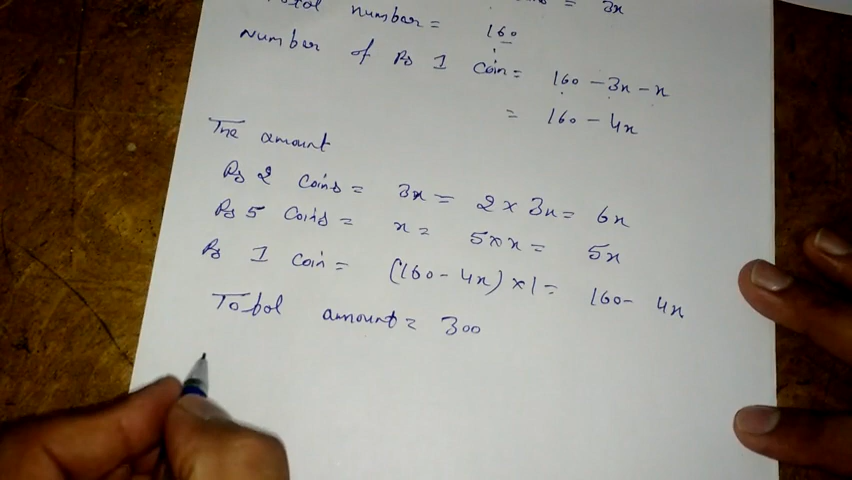 = 3x
Total number = 160
Number of Rs 1 coin = 160 - 3x - x
= 160 - 4x
The amount
Rs 2 coins = 3x = 2 × 3x = 6x
Rs 5 coins = x = 5 × x = 5x
Rs 1 coin = (160 - 4x) × 1 = 160 - 4x
Total amount = 300